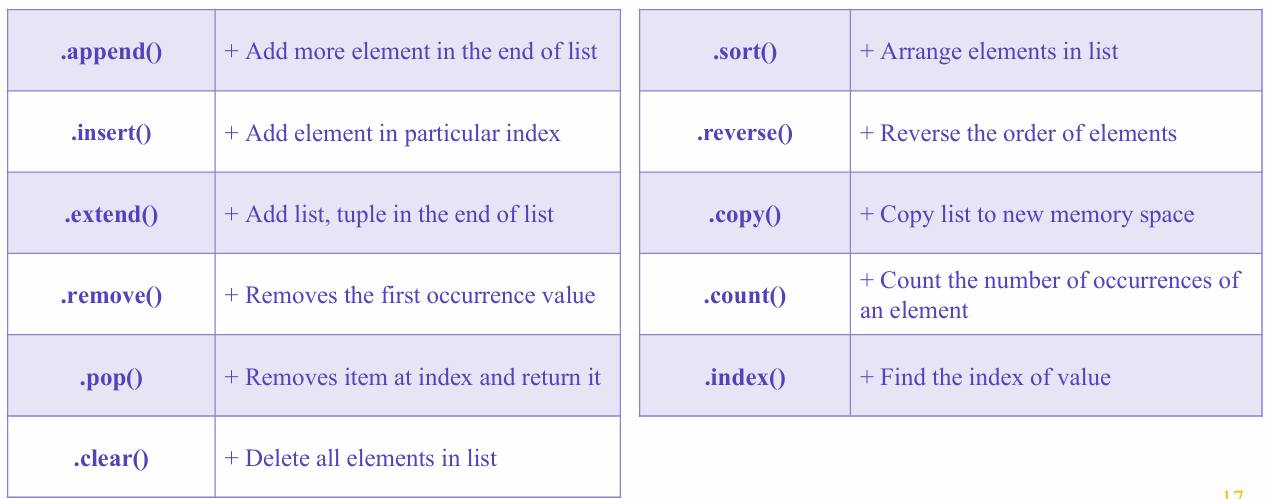 .append()
+ Add more element in the end of list
.insert()
+ Add element in particular index
.extend()
+ Add list, tuple in the end of list
.remove()
+ Removes the first occurrence value
.pop()
+ Removes item at index and return it
.clear()
+ Delete all elements in list
.sort()
+ Arrange elements in list
.reverse()
+ Reverse the order of elements
.copy()
+ Copy list to new memory space
.count()
+ Count the number of occurrences of
an element
.index()
+ Find the index of value
17